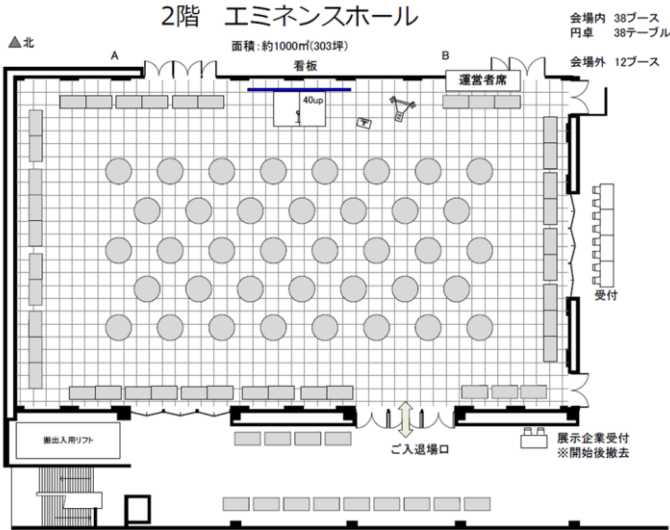 2階 エミネンスホール
会場内 38ブース
円卓 38テーブル
会場外 12ブース
北
面積：約1000㎡(303坪)
A
看板
B
運営者席
40up
受付
搬出入用リフト
ご入退場口
展示企業受付
※開始後撤去